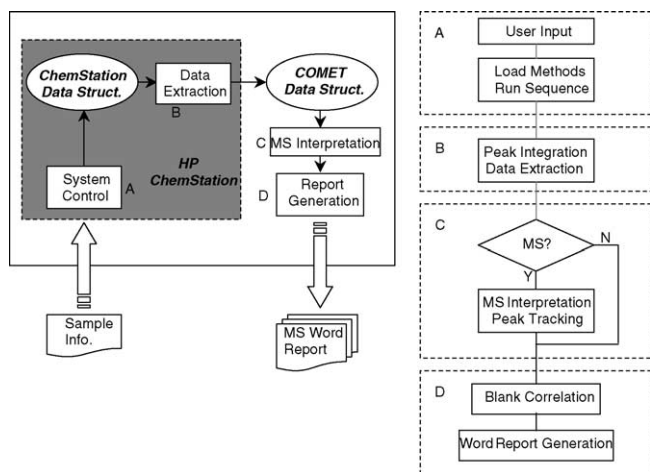 ChemStation
Data Struct.
Data
Extraction
B
COMET
Data Struct.
C
MS Interpretation
HP
ChemStation
System
Control
A
D
Report
Generation
Sample
Info.
MS Word
Report
A
User Input
Load Methods
Run Sequence
B
Peak Integration
Data Extraction
C
MS?
N
Y
MS Interpretation
Peak Tracking
D
Blank Correlation
Word Report Generation